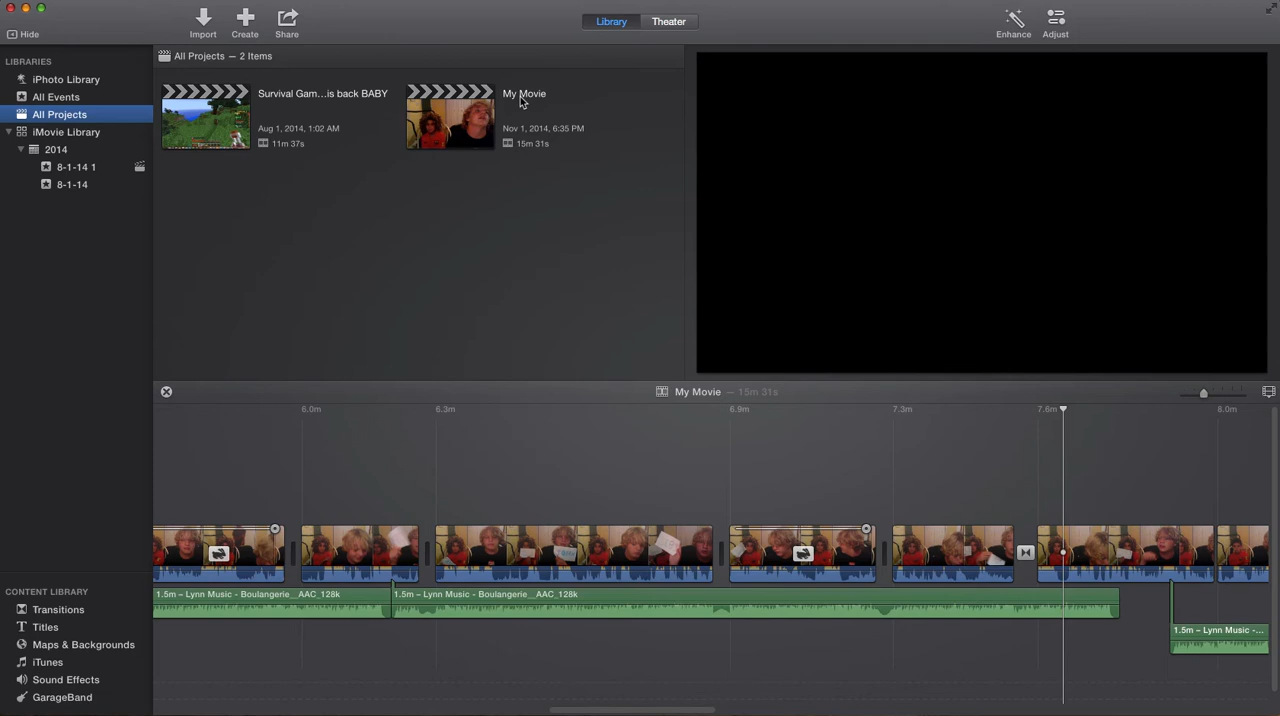 Hide
Import
Create
Share
Library
Theater
Enhance
Adjust
LIBRARIES
iPhoto Library
All Events
All Projects
iMovie Library
2014
8-1-14 1
8-1-14
All Projects — 2 Items
Survival Gam...is back BABY
Aug 1, 2014, 1:02 AM
11m 37s
My Movie
Nov 1, 2014, 6:35 PM
15m 31s
My Movie — 15m 31s
6.0m
6.3m
6.9m
7.3m
7.6m
8.0m
1.5m – Lynn Music - Boulangerie__AAC_128k
1.5m – Lynn Music - Boulangerie__AAC_128k
1.5m – Lynn Music -...
CONTENT LIBRARY
Transitions
Titles
Maps & Backgrounds
iTunes
Sound Effects
GarageBand